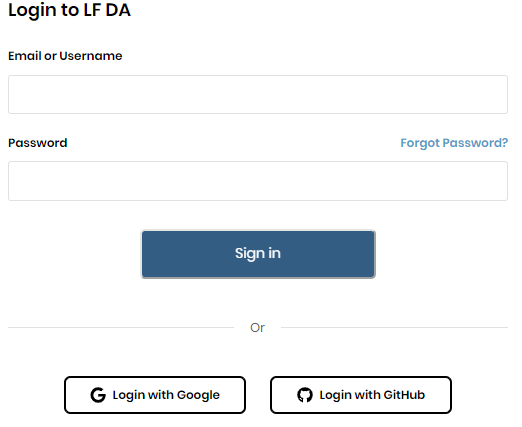 Login to LF DA
Email or Username
Password Forgot Password?
Sign in
Or
Login with Google Login with GitHub